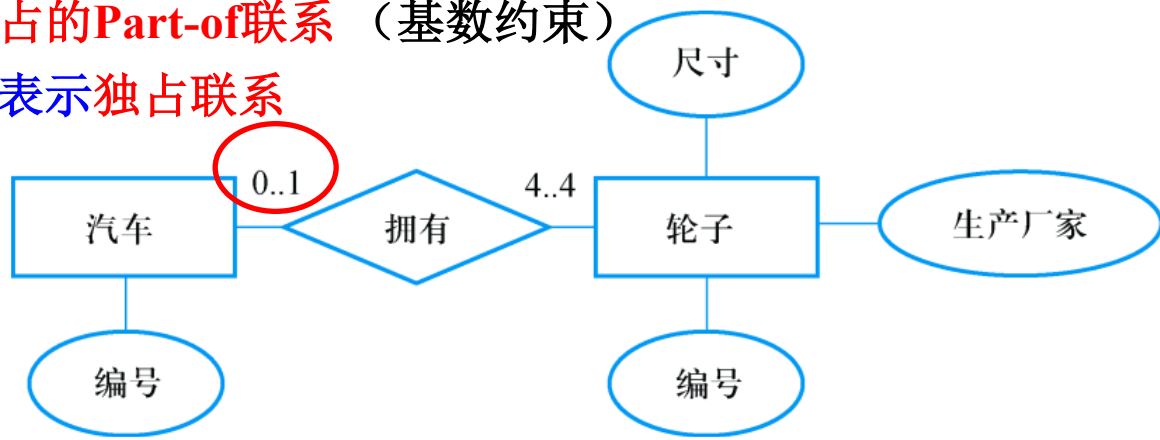 占的Part-of联系 （基数约束）
表示独占联系
尺寸
0..1
4..4
汽车
拥有
轮子
生产厂家
编号
编号